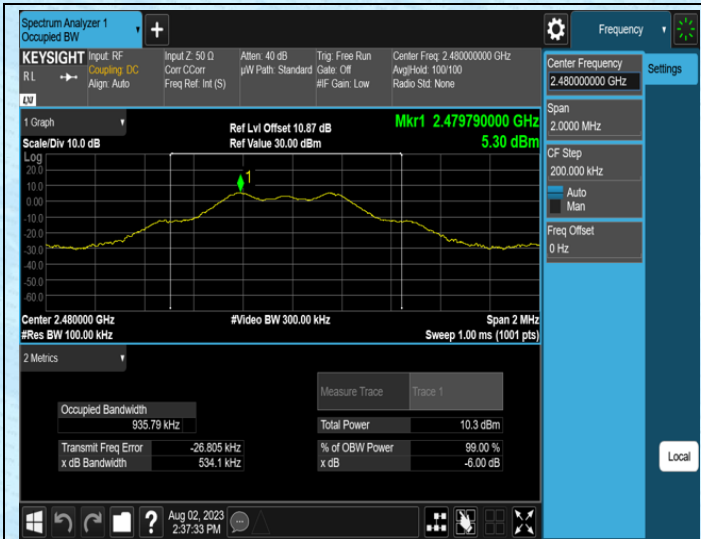 Spectrum Analyzer 1
Occupied BW
Frequency
KEYSIGHT
RL
Input: RF
Coupling: DC
Align: Auto
Input Z: 50 Ω
Corr CCorr
Freq Ref: Int (S)
Atten: 40 dB
µW Path: Standard
Trig: Free Run
Gate: Off
#IF Gain: Low
Center Freq: 2.480000000 GHz
Avg|Hold: 100/100
Radio Std: None
Center Frequency
2.480000000 GHz
Settings
Span
2.0000 MHz
CF Step
200.000 kHz
Auto
Man
Freq Offset
0 Hz
1 Graph
Scale/Div 10.0 dB
Ref Lvl Offset 10.87 dB
Ref Value 30.00 dBm
Mkr1 2.479790000 GHz
5.30 dBm
Log
20.0
10.0
0.00
-10.0
-20.0
-30.0
-40.0
-50.0
-60.0
1
Center 2.480000 GHz
#Res BW 100.00 kHz
#Video BW 300.00 kHz
Span 2 MHz
Sweep 1.00 ms (1001 pts)
2 Metrics
Measure Trace Trace 1
Occupied Bandwidth
935.79 kHz
Total Power 10.3 dBm
Transmit Freq Error -26.805 kHz
% of OBW Power 99.00 %
x dB Bandwidth 534.1 kHz
x dB -6.00 dB
Local
?
Aug 02, 2023
2:37:33 PM